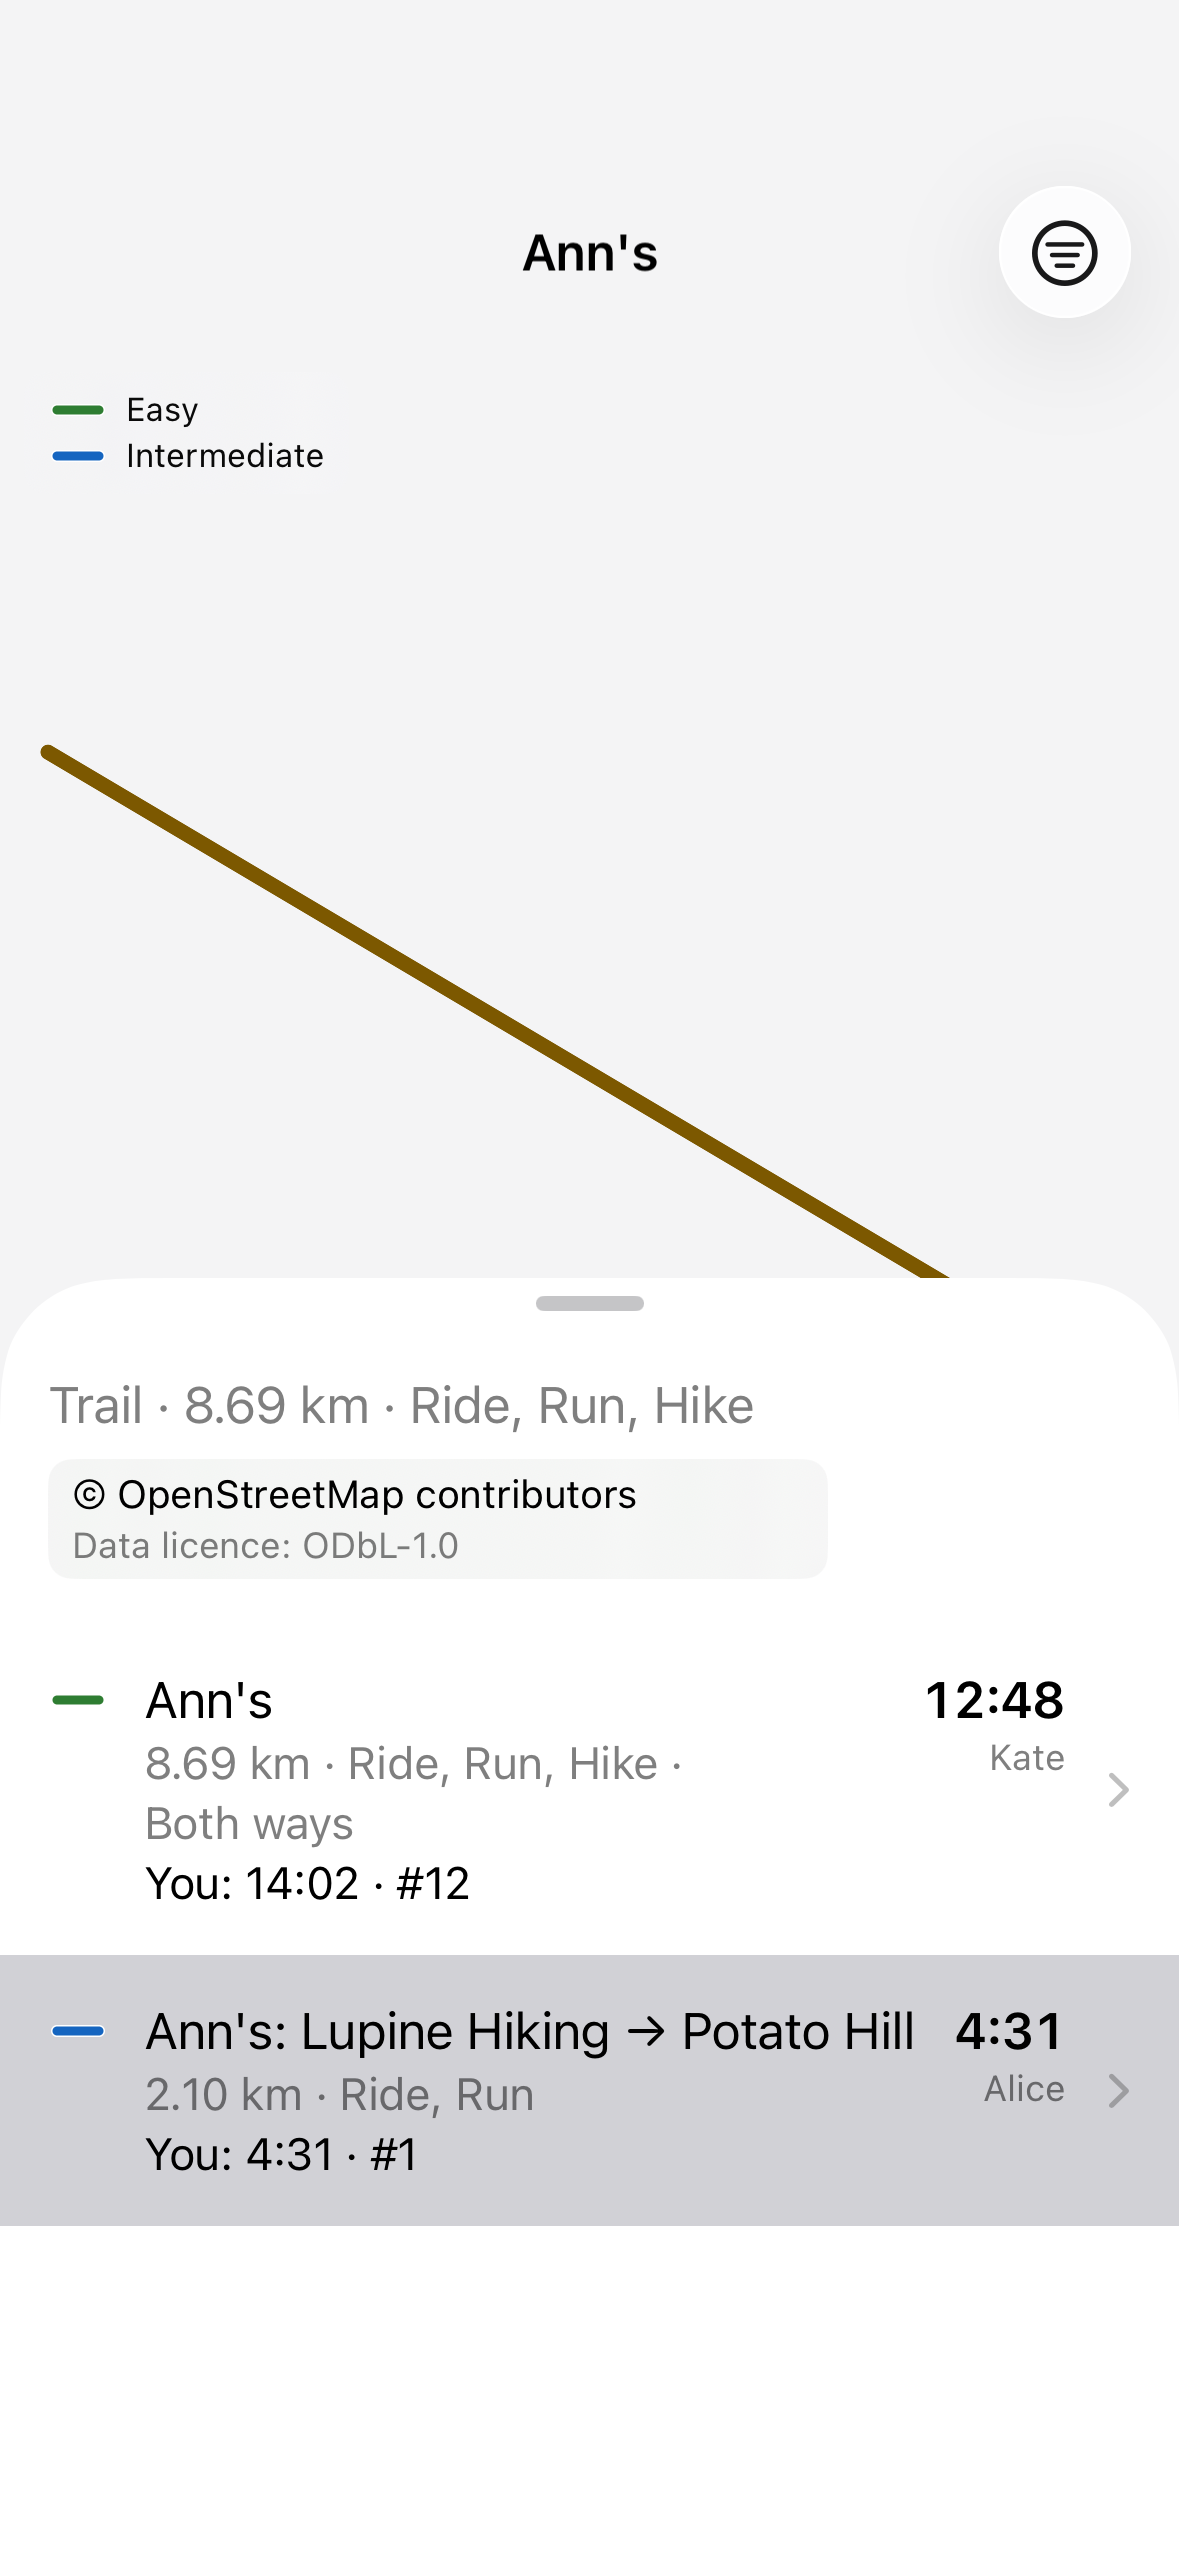 Ann's
Easy
Intermediate
Trail · 8.69 km · Ride, Run, Hike
© OpenStreetMap contributors
Data licence: ODbL-1.0
Ann's
12:48
8.69 km · Ride, Run, Hike ·
Kate
Both ways
You: 14:02 · #12
Ann's: Lupine Hiking → Potato Hill
4:31
2.10 km · Ride, Run
Alice
You: 4:31 · #1